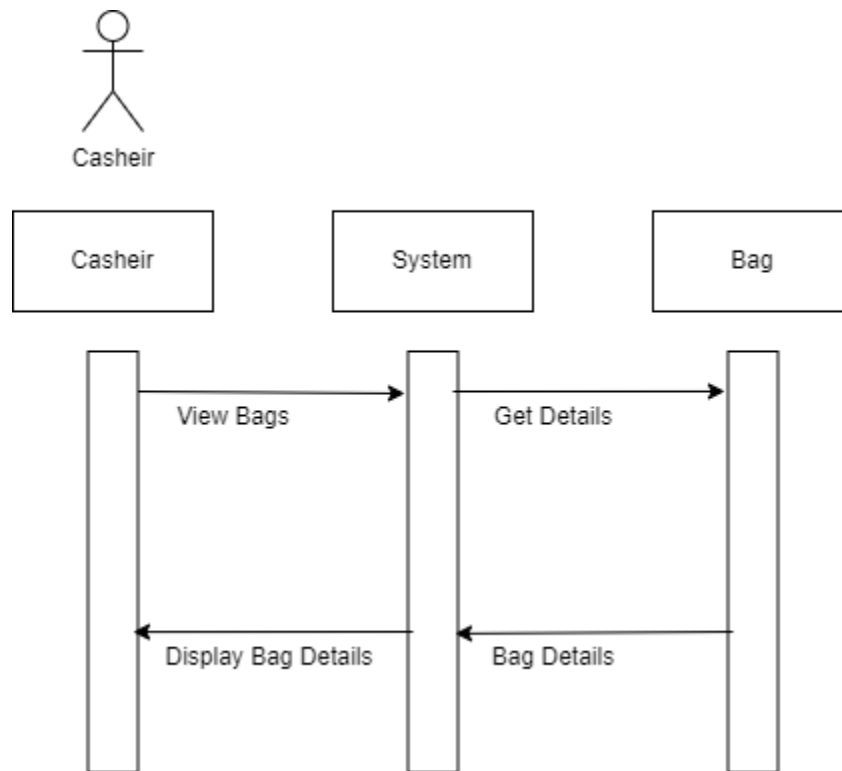 Casheir
Casheir
System
Bag
View Bags
Get Details
Display Bag Details
Bag Details